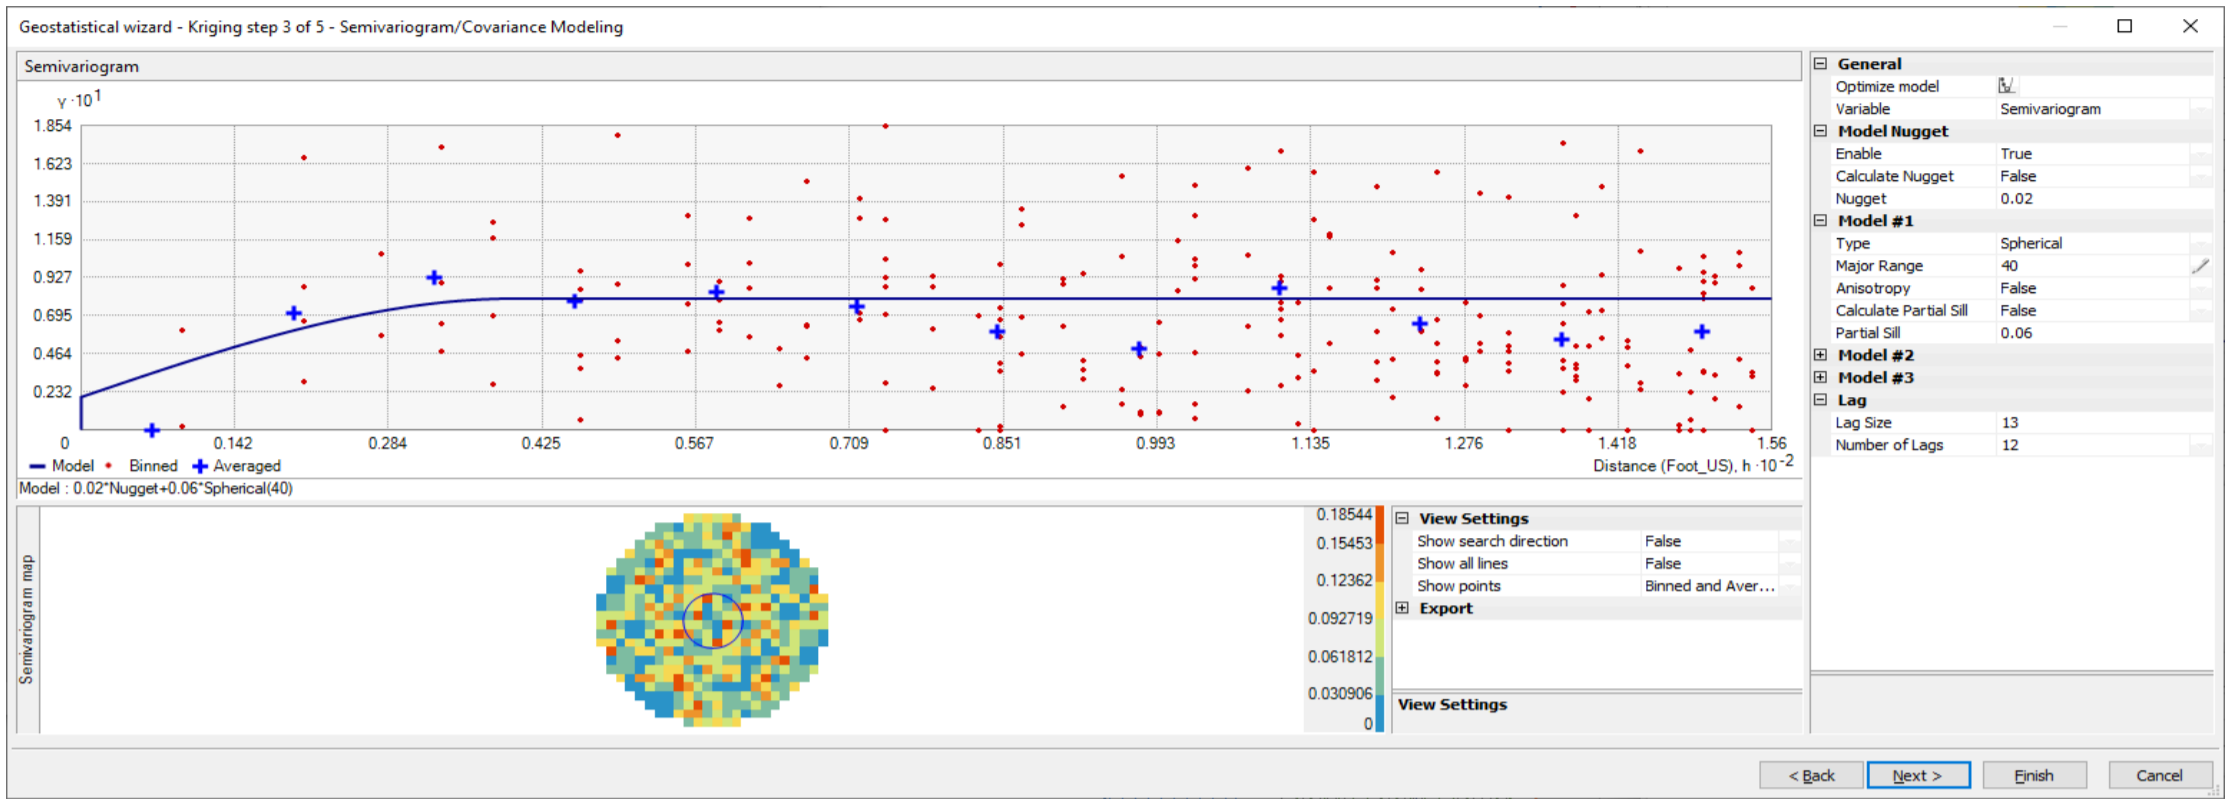 Geostatistical wizard - Kriging step 3 of 5 - Semivariogram/Covariance Modeling
Semivariogram
γ ·10¹
1.854
1.623
1.391
1.159
0.927
0.695
0.464
0.232
0 0.142 0.284 0.425 0.567 0.709 0.851 0.993 1.135 1.276 1.418 1.56
Model Binned Averaged
Distance (Foot_US), h ·10⁻²
Model : 0.02*Nugget+0.06*Spherical(40)
Semivariogram map
0.18544
0.15453
0.12362
0.092719
0.061812
0.030906
0
View Settings
Show search direction False
Show all lines False
Show points Binned and Aver...
Export
View Settings
General
Optimize model
Variable Semivariogram
Model Nugget
Enable True
Calculate Nugget False
Nugget 0.02
Model #1
Type Spherical
Major Range 40
Anisotropy False
Calculate Partial Sill False
Partial Sill 0.06
Model #2
Model #3
Lag
Lag Size 13
Number of Lags 12
< Back Next > Finish Cancel